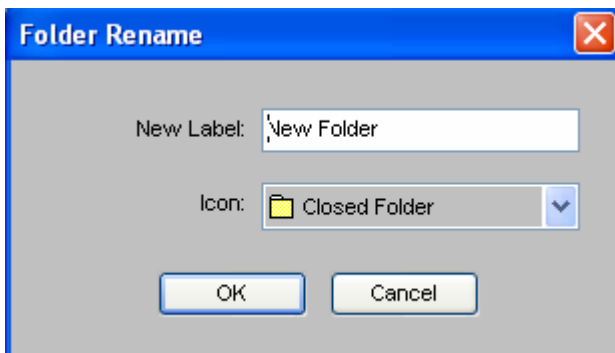 Folder Rename
New Label: New Folder
Icon: Closed Folder
OK Cancel